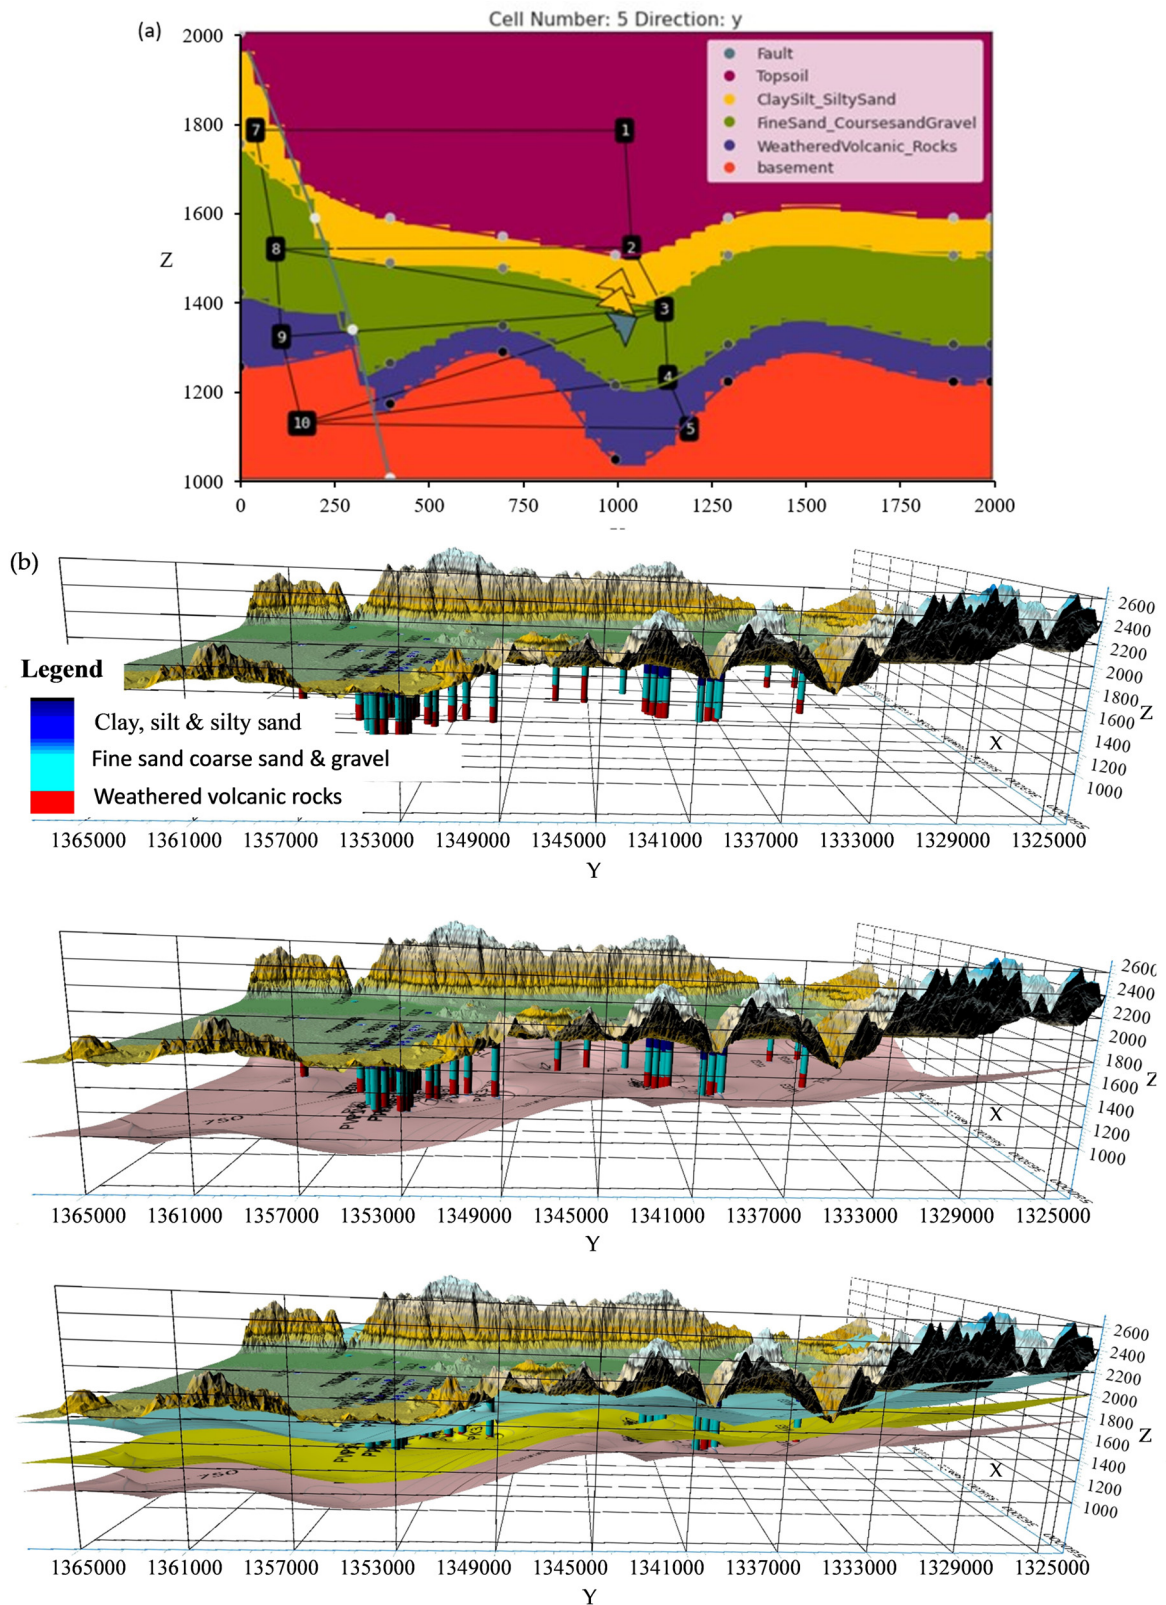 (a)
Cell Number: 5 Direction: y
Fault
Topsoil
ClaySilt_SiltySand
FineSand_CoursesandGravel
WeatheredVolcanic_Rocks
basement
2000
1800
1600
Z
1400
1200
1000
7
1
8
2
3
9
4
10
5
0 250 500 750 1000 1250 1500 1750 2000
(b)
Legend
Clay, silt & silty sand
Fine sand coarse sand & gravel
Weathered volcanic rocks
2600
2400
2200
2000
1800
1600
1400
1200
1000
Z
X
1365000 1361000 1357000 1353000 1349000 1345000 1341000 1337000 1333000 1329000 1325000
Y
2600
2400
2200
2000
1800
1600
1400
1200
1000
Z
X
750
1365000 1361000 1357000 1353000 1349000 1345000 1341000 1337000 1333000 1329000 1325000
Y
2600
2400
2200
2000
1800
1600
1400
1200
1000
Z
X
750
1365000 1361000 1357000 1353000 1349000 1345000 1341000 1337000 1333000 1329000 1325000
Y